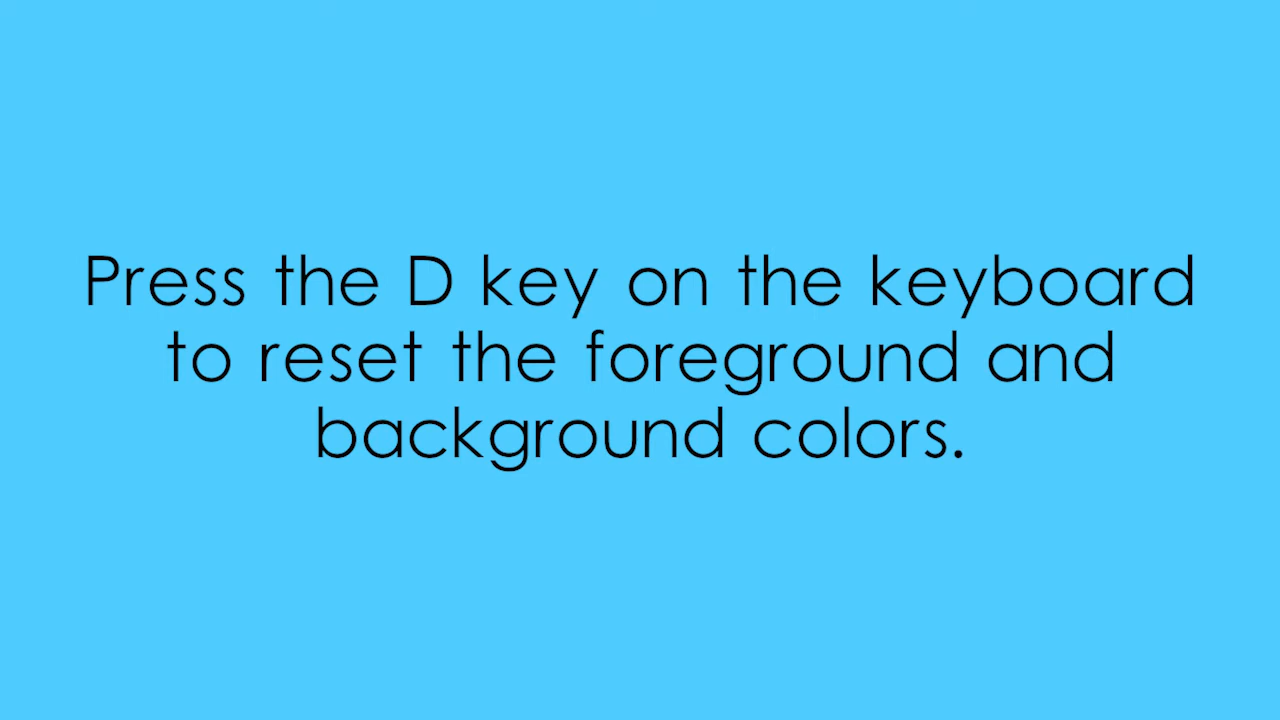 Press the D key on the keyboard
to reset the foreground and
background colors.